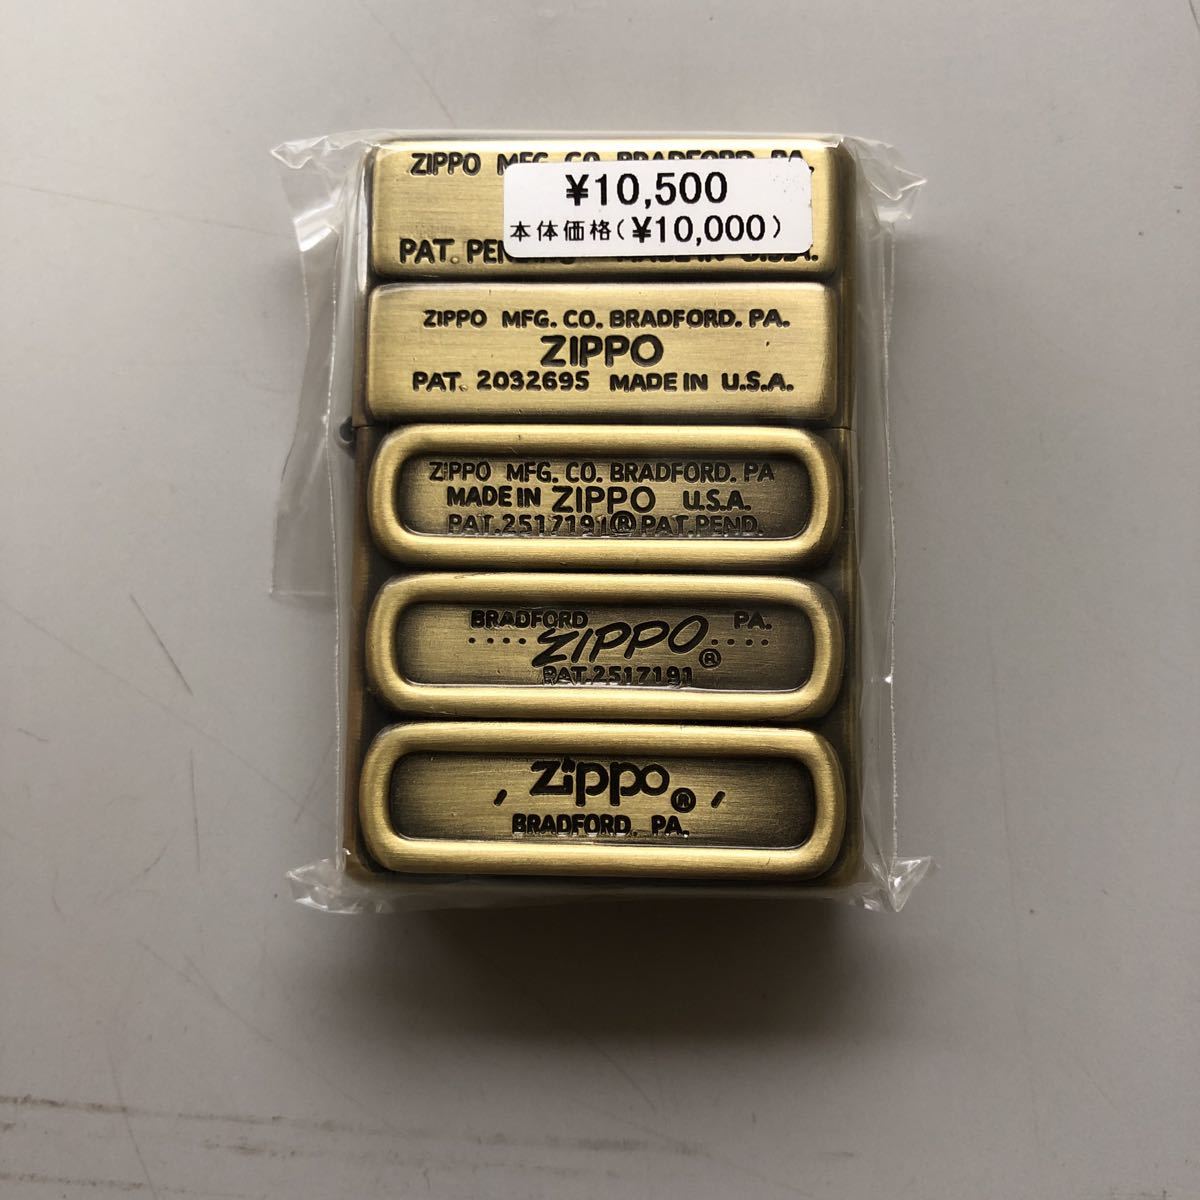 ZIPPO MFG. CO. BRADFORD. PA.
¥10,500
本体価格(¥10,000)
PAT. PEND MADE IN U.S.A.
ZIPPO MFG. CO. BRADFORD. PA.
ZIPPO
PAT. 2032695 MADE IN U.S.A.
ZIPPO MFG. CO. BRADFORD. PA
MADE IN ZIPPO U.S.A.
PAT.2517191® PAT.PEND.
BRADFORD PA.
....ZIPPO®....
PAT.2517191
, Zippo® ,
BRADFORD, PA.